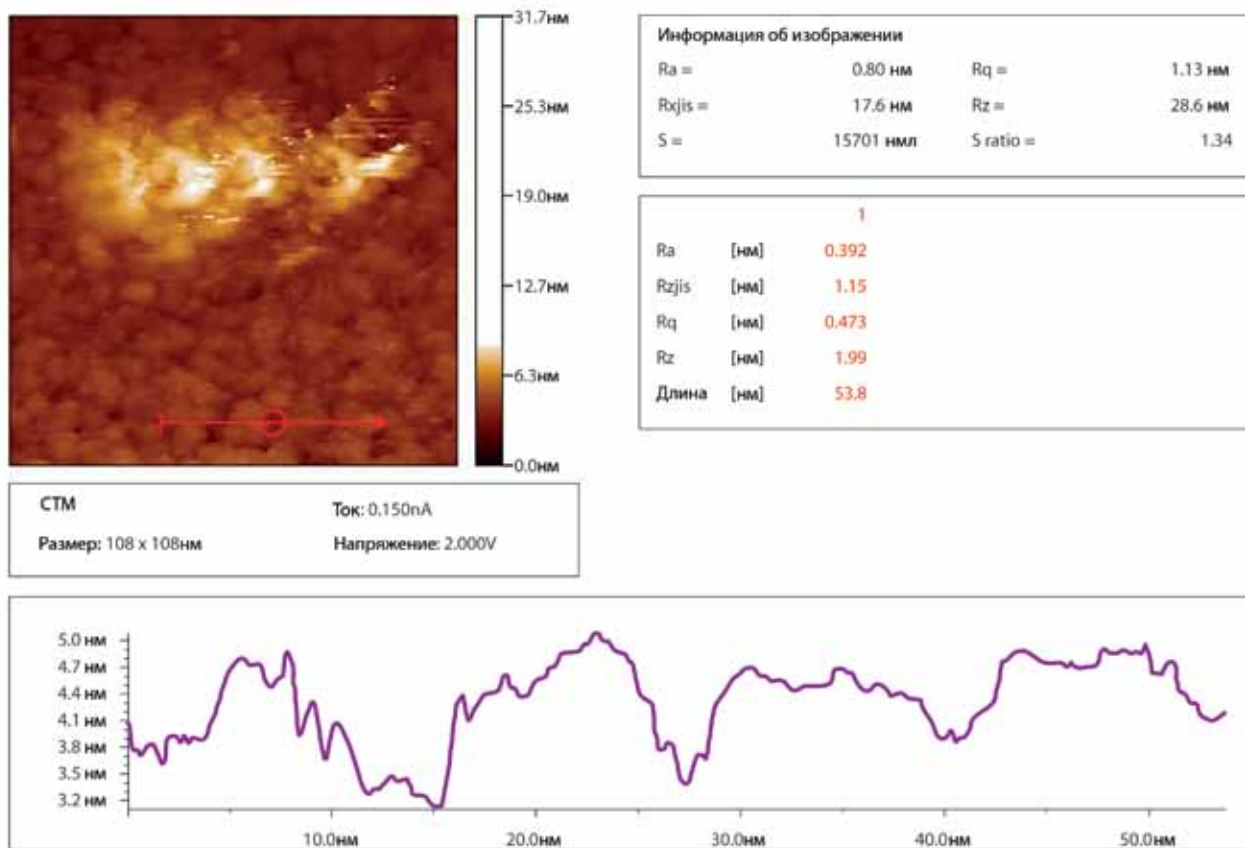 31.7нм
25.3нм
19.0нм
12.7нм
6.3нм
0.0нм
Информация об изображении
Ra = 0.80 нм Rq = 1.13 нм
Rxjis = 17.6 нм Rz = 28.6 нм
S = 15701 нмл S ratio = 1.34
1
Ra [нм] 0.392
Rzjis [нм] 1.15
Rq [нм] 0.473
Rz [нм] 1.99
Длина [нм] 53.8
СТМ Ток: 0.150nA
Размер: 108 x 108нм Напряжение: 2.000V
5.0 нм
4.7 нм
4.4 нм
4.1 нм
3.8 нм
3.5 нм
3.2 нм
10.0нм 20.0нм 30.0нм 40.0нм 50.0нм